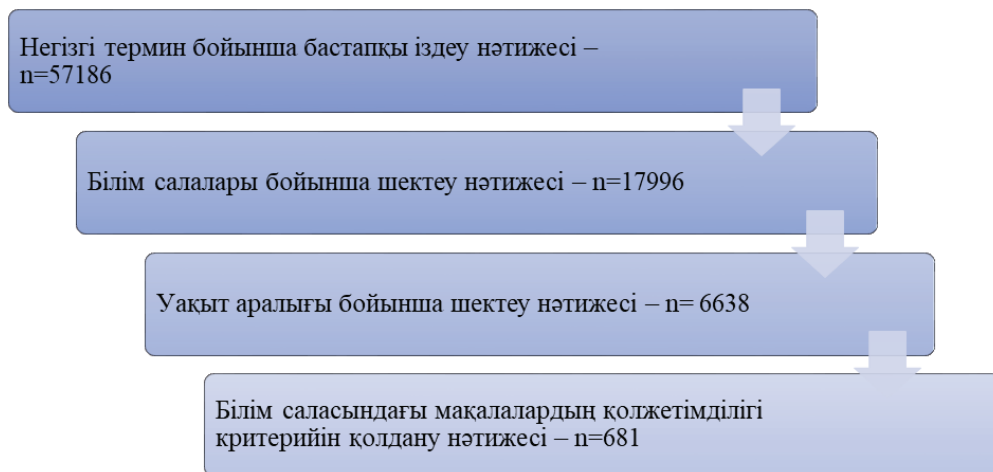 Негізгі термин бойынша бастапқы іздеу нәтижесі –
n=57186
Білім салалары бойынша шектеу нәтижесі – n=17996
Уақыт аралығы бойынша шектеу нәтижесі – n= 6638
Білім саласындағы мақалалардың қолжетімділігі
критерийін қолдану нәтижесі – n=681